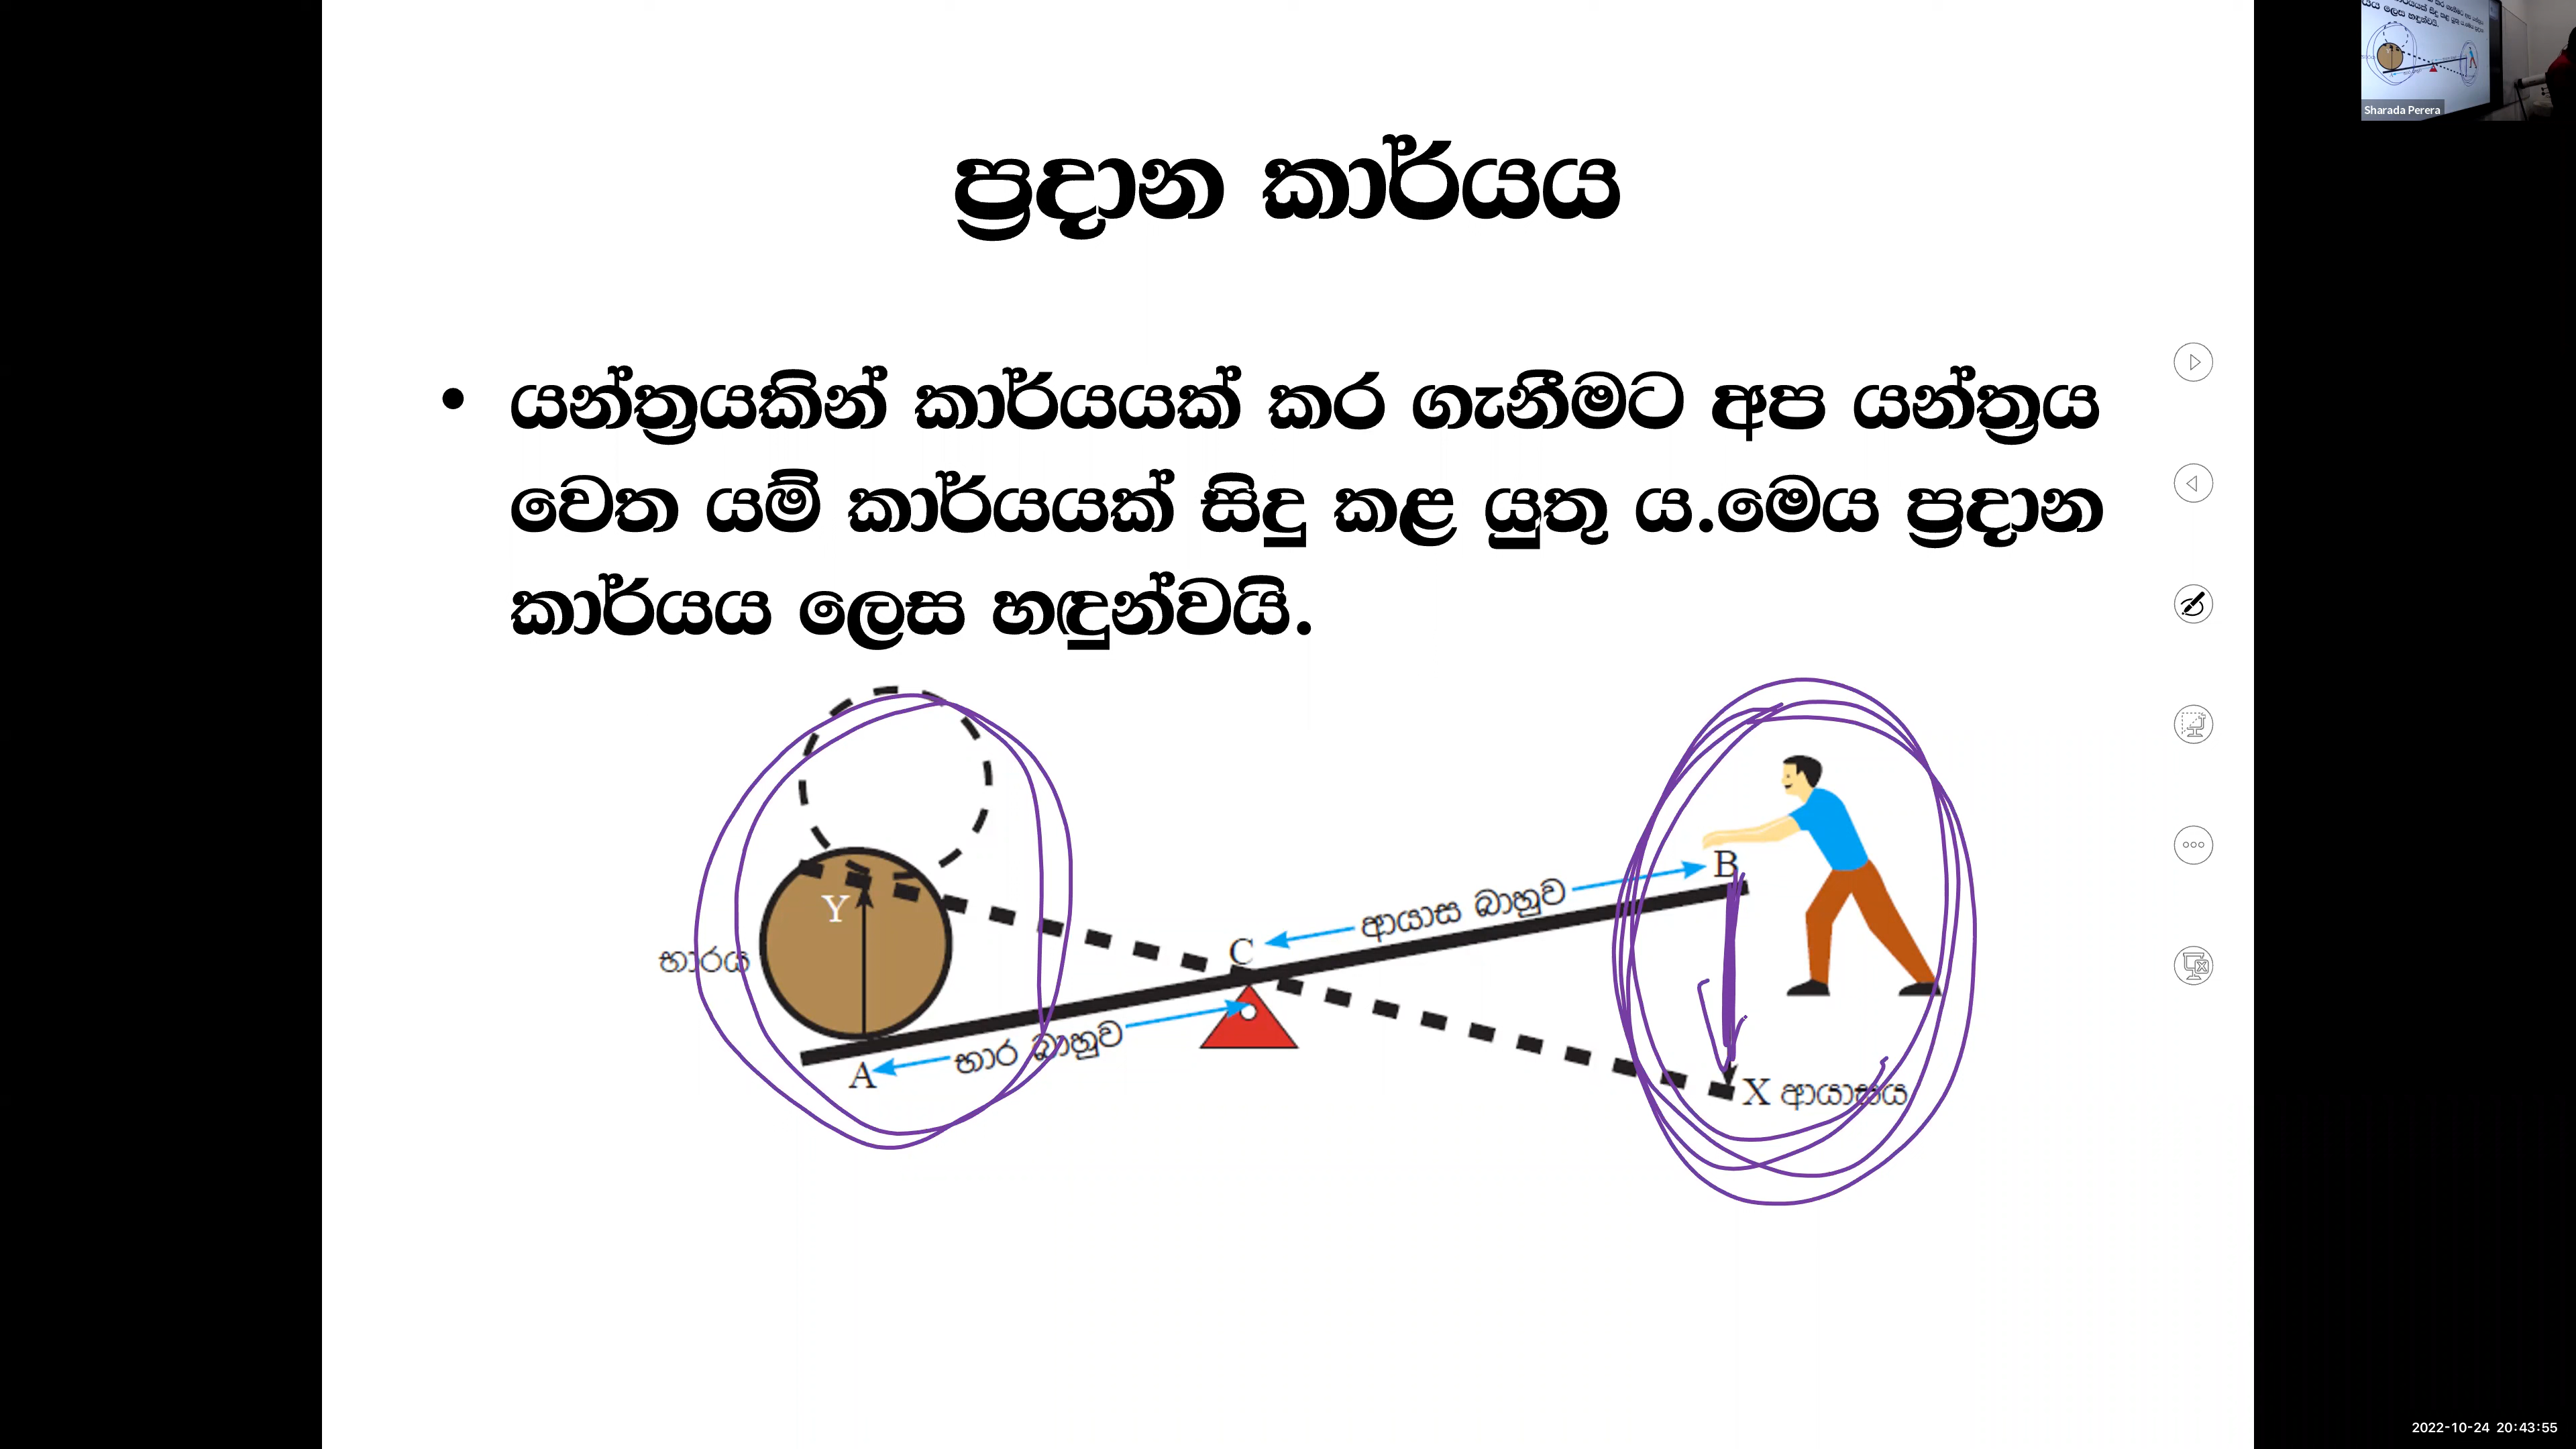 ප්‍රදාන කාර්යය
• යන්ත්‍රයකින් කාර්යයක් කර ගැනීමට අප යන්ත්‍රය
වෙත යම් කාර්යයක් සිදු කළ යුතු ය.මෙය ප්‍රදාන
කාර්යය ලෙස හඳුන්වයි.
Y
භාරය
A
භාර බාහුව
C
ආයාස බාහුව
B
X ආයාසය
Sharada Perera
2022-10-24 20:43:55